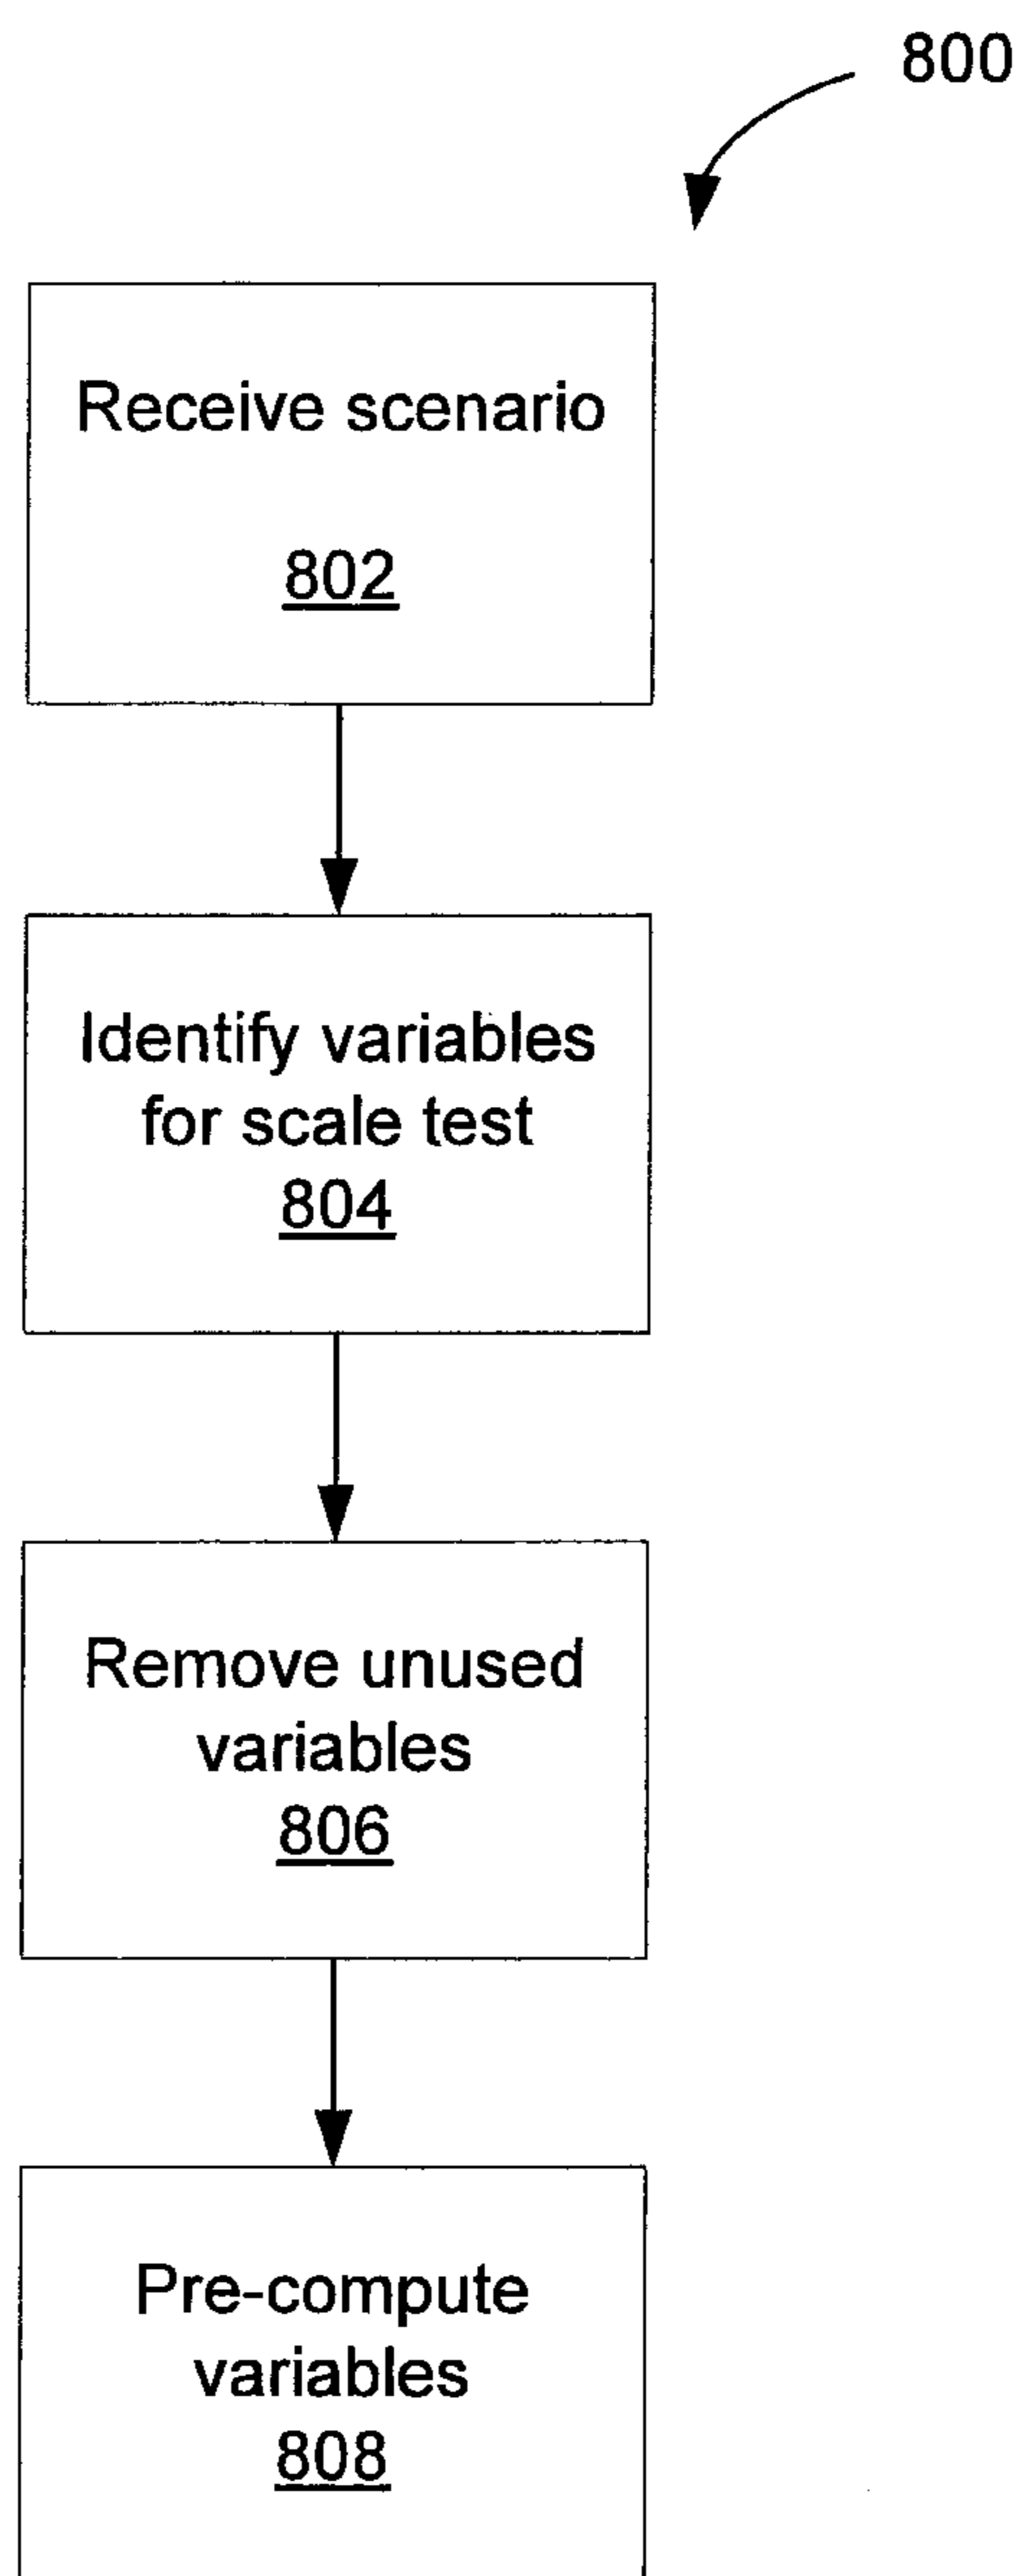 800
Receive scenario
802
Identify variables
for scale test
804
Remove unused
variables
806
Pre-compute
variables
808